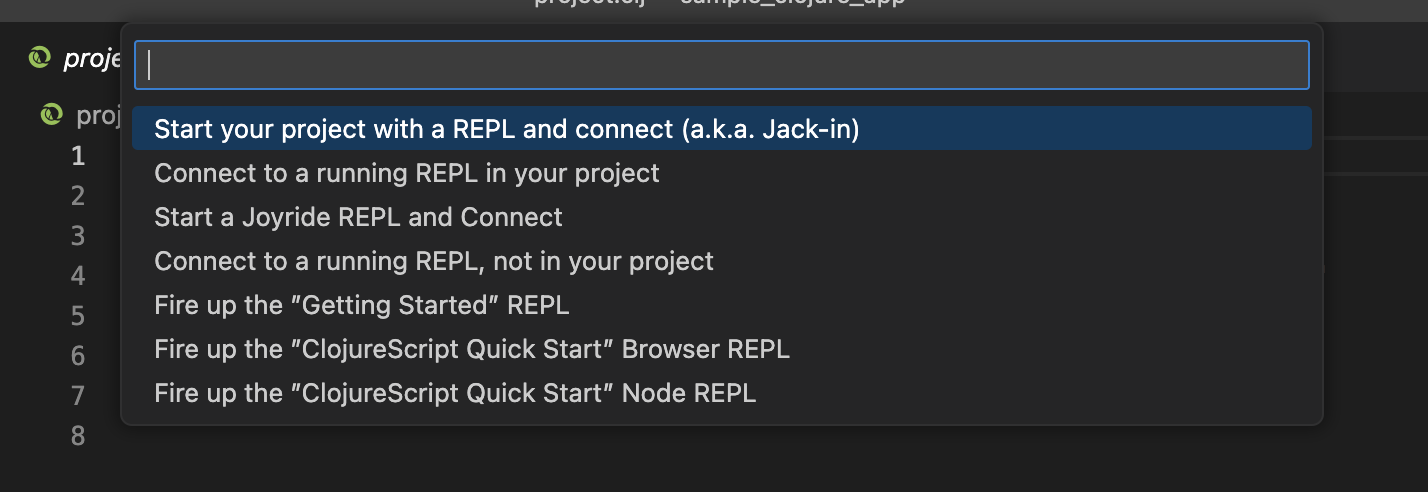 proje
proj
Start your project with a REPL and connect (a.k.a. Jack-in)
1
Connect to a running REPL in your project
2
Start a Joyride REPL and Connect
3
Connect to a running REPL, not in your project
4
Fire up the "Getting Started" REPL
5
Fire up the "ClojureScript Quick Start" Browser REPL
6
Fire up the "ClojureScript Quick Start" Node REPL
7
8